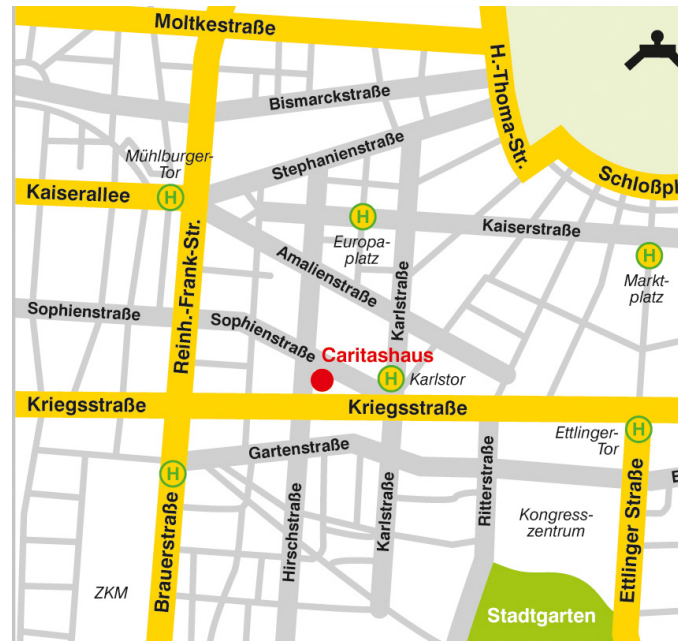 Moltkestraße
H.-Thoma-Str.
Bismarckstraße
Stephanienstraße
Mühlburger-
Tor
Kaiserallee
H
H
Europa-
platz
Kaiserstraße
Schloßpl
H
Markt-
platz
Reinh.-Frank-Str.
Amalienstraße
Karlstraße
Sophienstraße
Sophienstraße
Caritashaus
H
Karlstor
Kriegsstraße
Kriegsstraße
Ettlinger-
Tor
H
Gartenstraße
H
E
Brauerstraße
Hirschstraße
Karlstraße
Ritterstraße
Kongress-
zentrum
Ettlinger Straße
ZKM
Stadtgarten